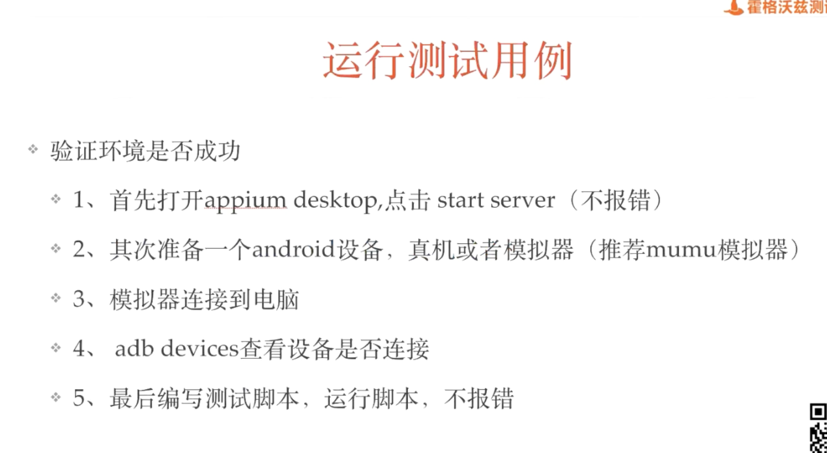 霍格沃兹测
运行测试用例
验证环境是否成功
1、首先打开appium desktop,点击 start server（不报错）
2、其次准备一个android设备，真机或者模拟器（推荐mumu模拟器）
3、模拟器连接到电脑
4、 adb devices查看设备是否连接
5、最后编写测试脚本，运行脚本，不报错